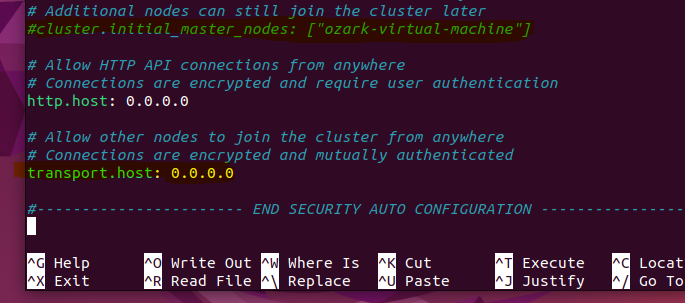 # Additional nodes can still join the cluster later
#cluster.initial_master_nodes: ["ozark-virtual-machine"]
# Allow HTTP API connections from anywhere
# Connections are encrypted and require user authentication
http.host: 0.0.0.0
# Allow other nodes to join the cluster from anywhere
# Connections are encrypted and mutually authenticated
transport.host: 0.0.0.0
#----------------------- END SECURITY AUTO CONFIGURATION ----------------
^G Help ^O Write Out ^W Where Is ^K Cut ^T Execute ^C Locat
^X Exit ^R Read File ^\ Replace ^U Paste ^J Justify ^/ Go To